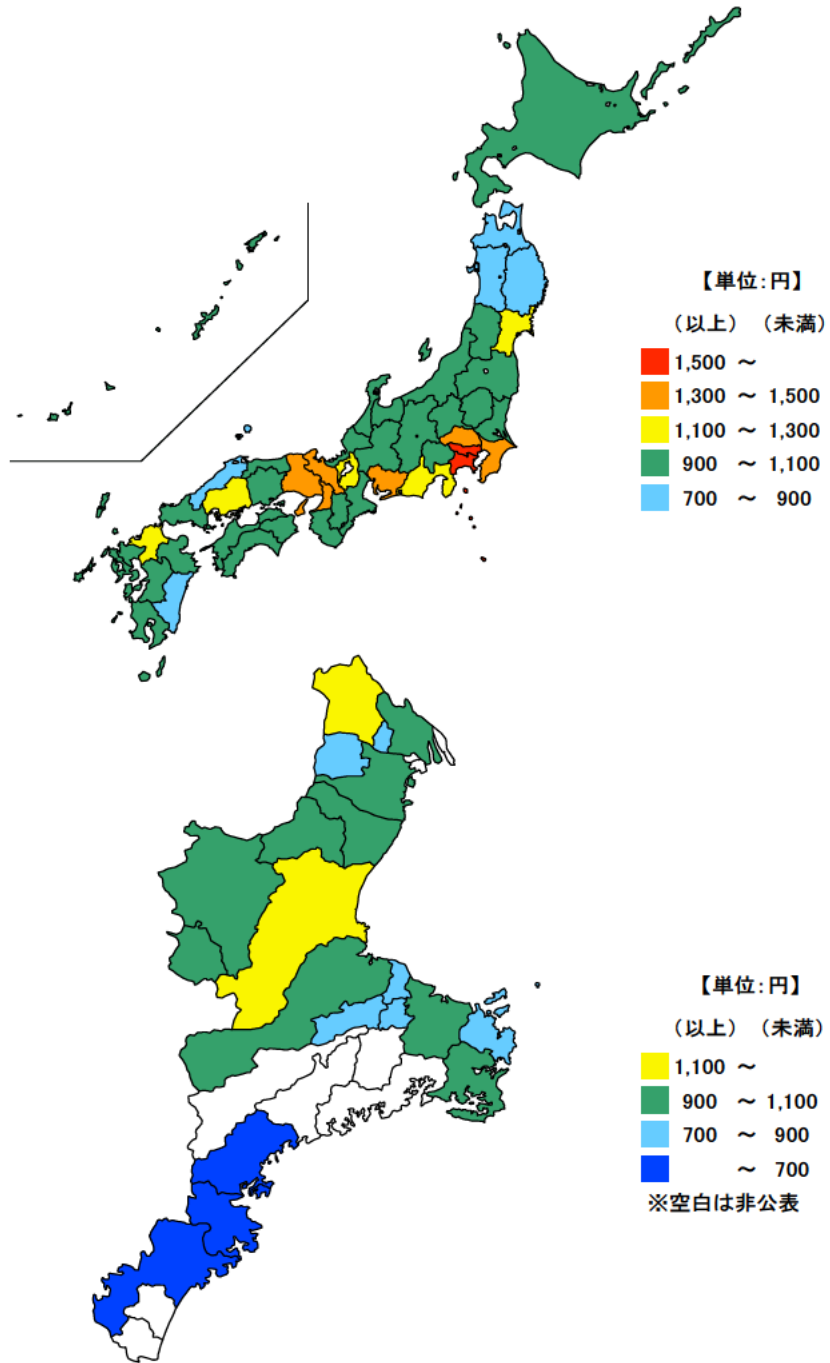 【単位:円】
（以上） （未満）
1,500 ～
1,300 ～ 1,500
1,100 ～ 1,300
900 ～ 1,100
700 ～ 900
【単位:円】
（以上） （未満）
1,100 ～
900 ～ 1,100
700 ～ 900
～ 700
※空白は非公表